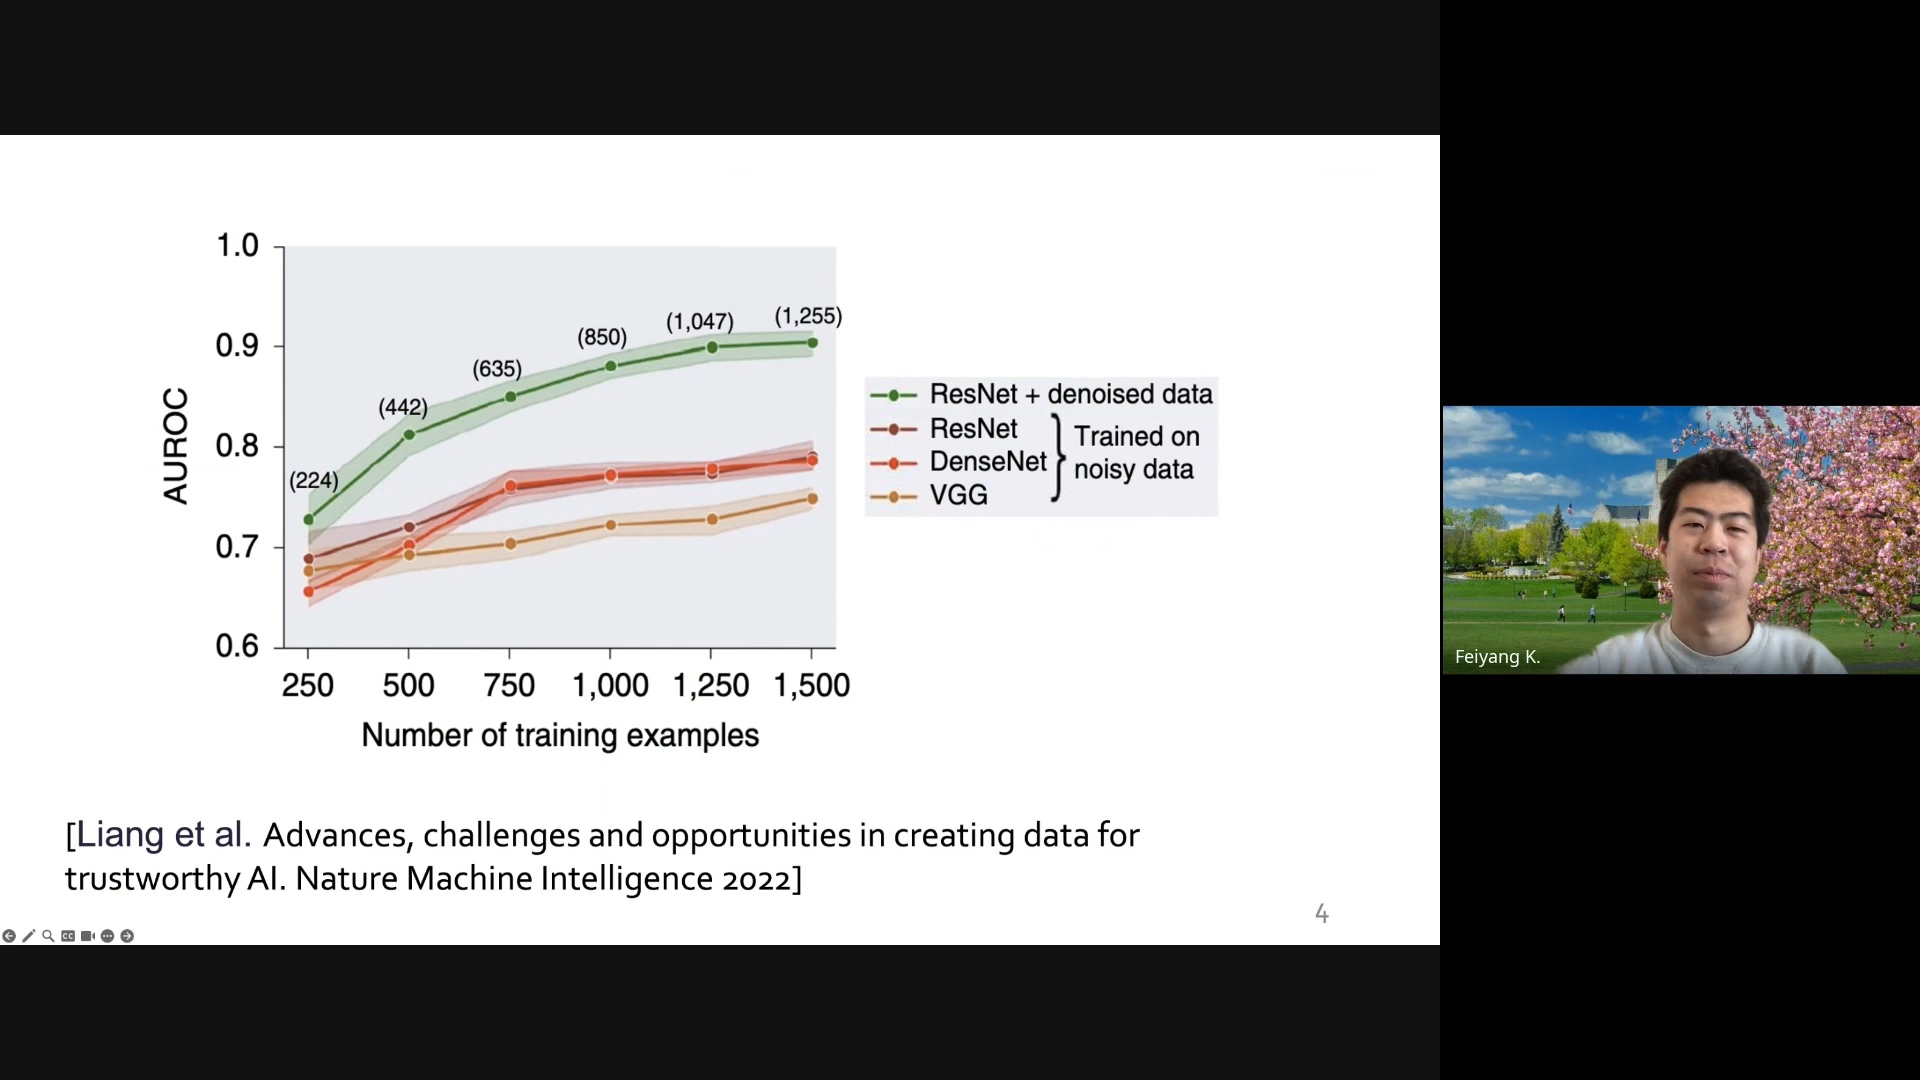 1.0
0.9
0.8
0.7
0.6
AUROC
(224)
(442)
(635)
(850)
(1,047)
(1,255)
250 500 750 1,000 1,250 1,500
Number of training examples
ResNet + denoised data
ResNet
DenseNet
VGG
Trained on
noisy data
[Liang et al. Advances, challenges and opportunities in creating data for
trustworthy AI. Nature Machine Intelligence 2022]
4
CC
Feiyang K.